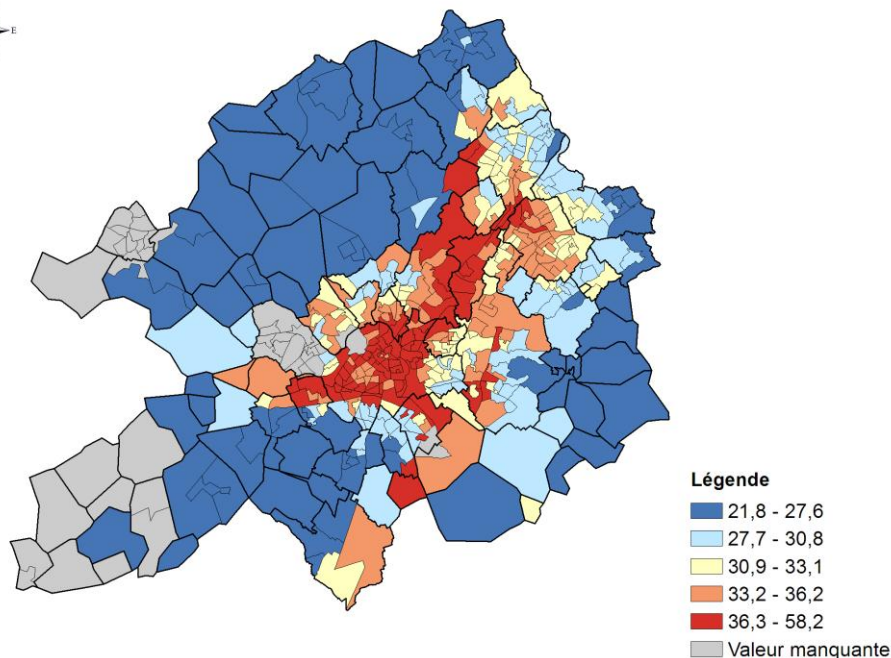 E
Légende
21,8 - 27,6
27,7 - 30,8
30,9 - 33,1
33,2 - 36,2
36,3 - 58,2
Valeur manquante